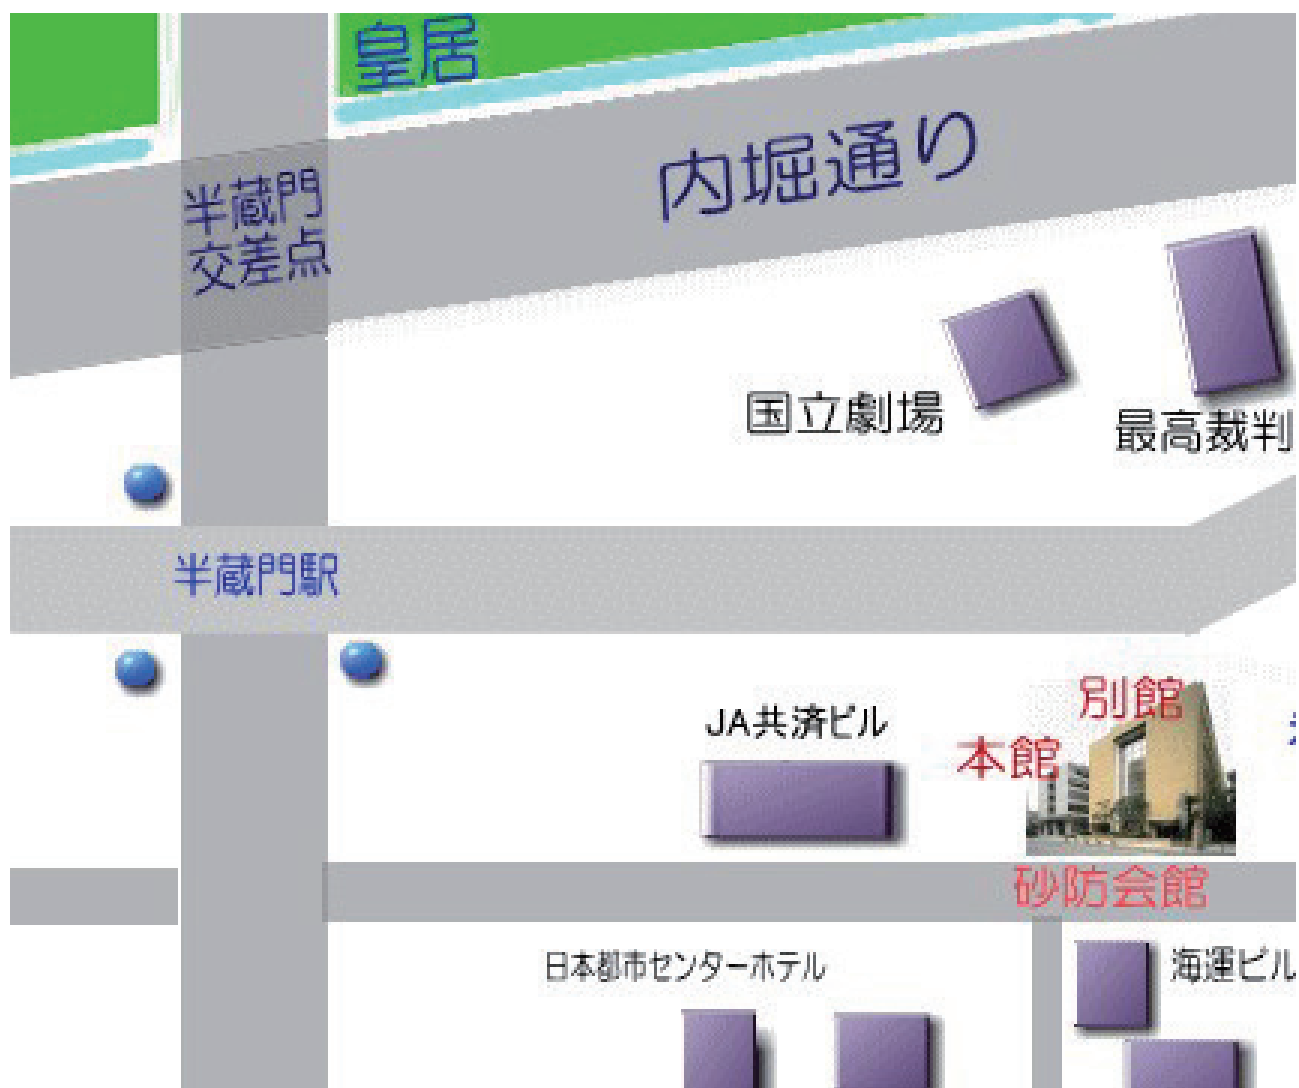 皇居
内堀通り
半蔵門
交差点
国立劇場
最高裁判
半蔵門駅
別館
JA共済ビル
本館
砂防会館
日本都市センターホテル
海運ビル